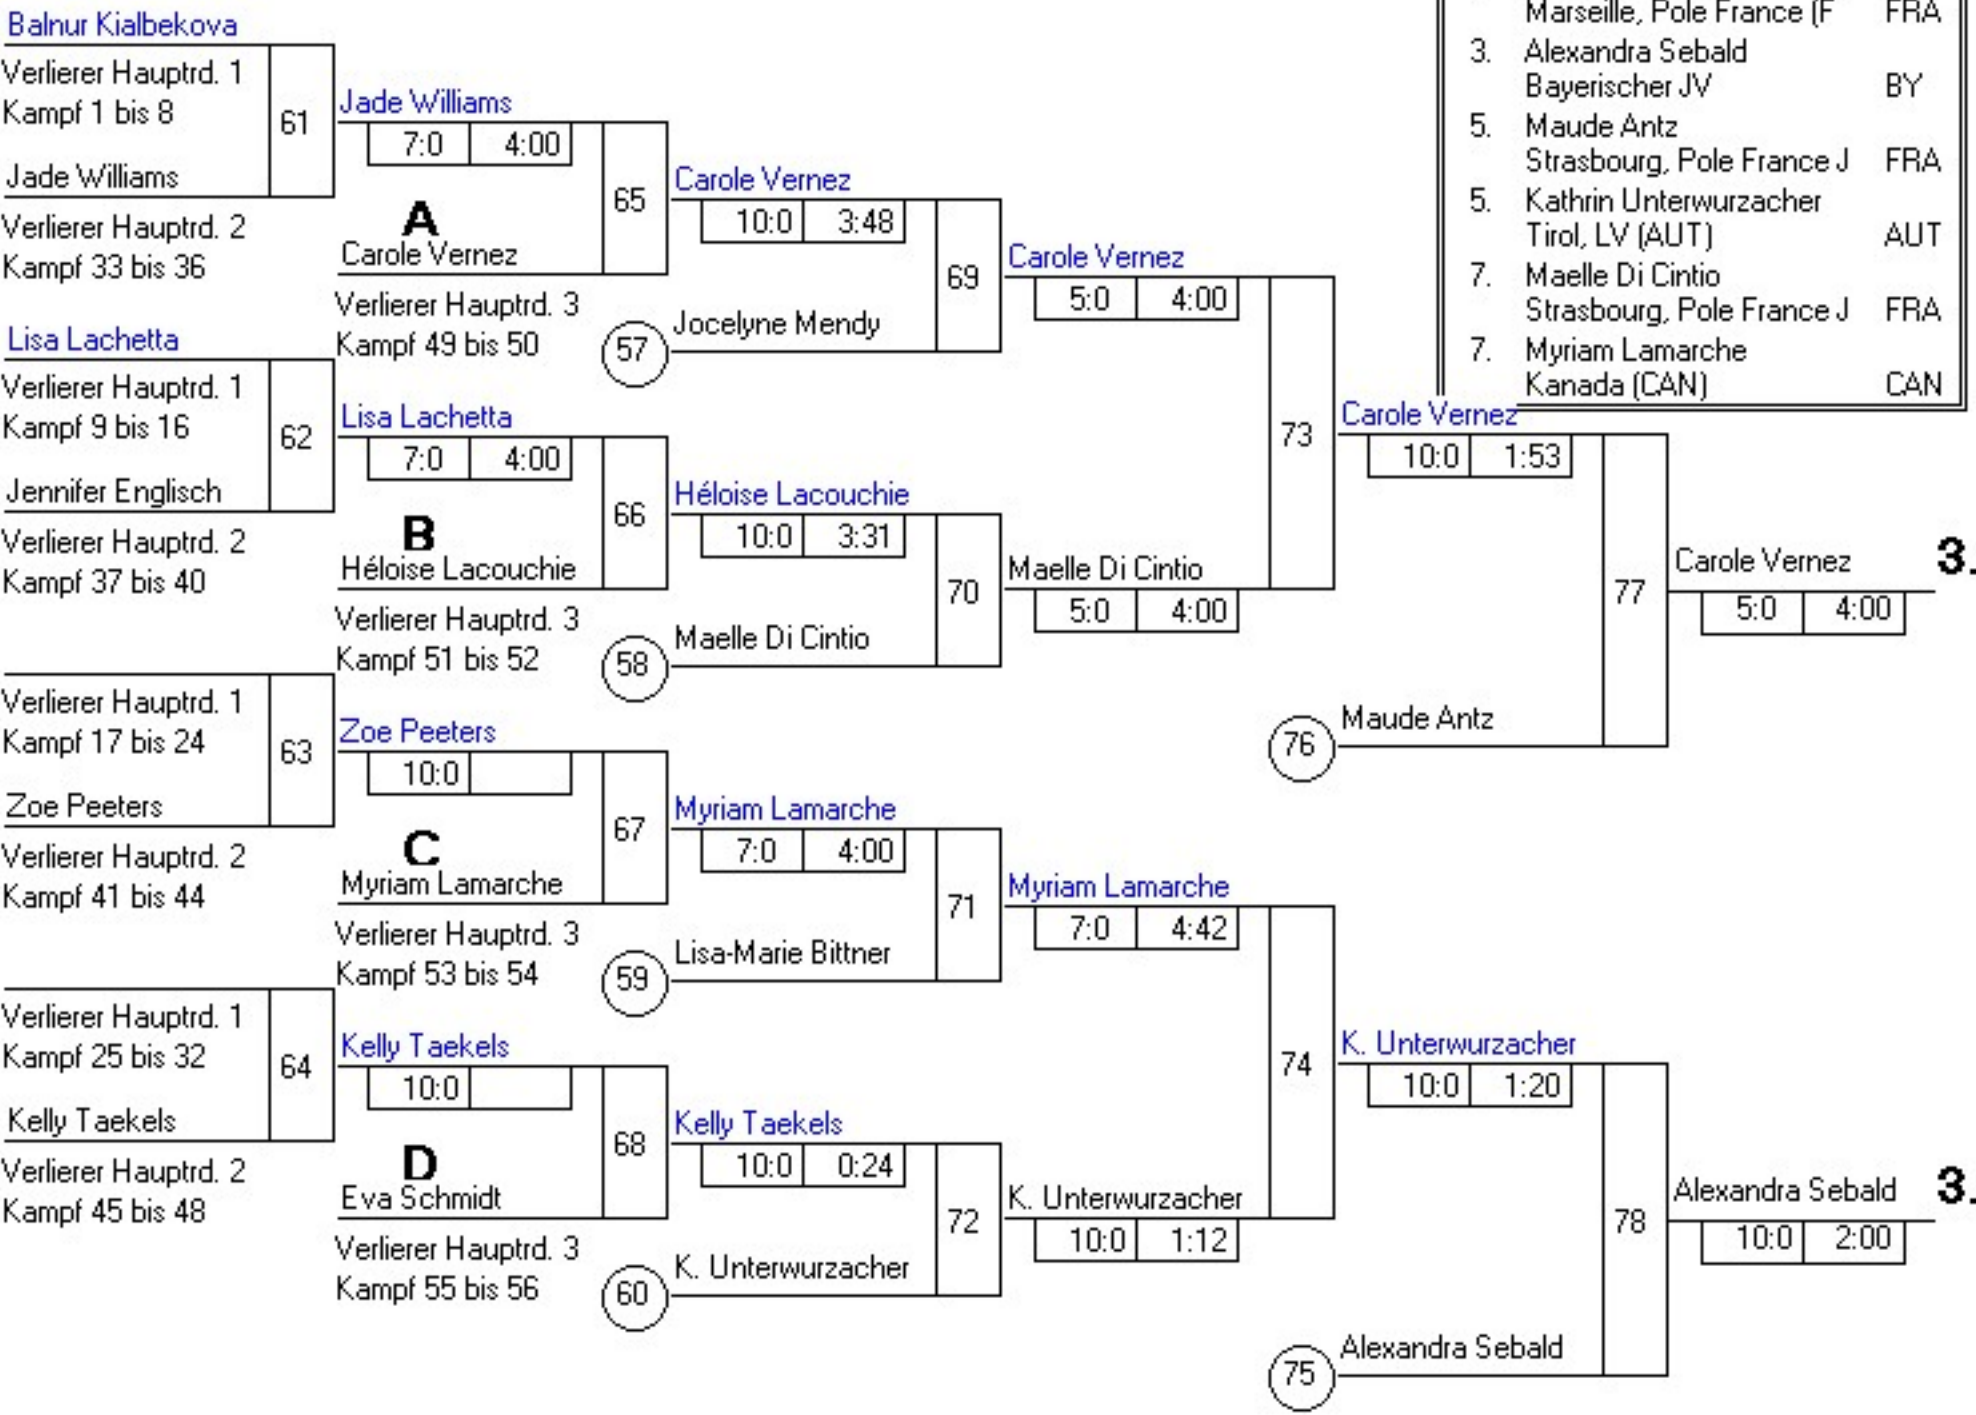 Balnur Kialbekova
Verlierer Hauptrd. 1
Kampf 1 bis 8
61
Jade Williams
Verlierer Hauptrd. 2
Kampf 33 bis 36
Lisa Lachetta
Verlierer Hauptrd. 1
Kampf 9 bis 16
62
Jennifer Englisch
Verlierer Hauptrd. 2
Kampf 37 bis 40
Verlierer Hauptrd. 1
Kampf 17 bis 24
63
Zoe Peeters
Verlierer Hauptrd. 2
Kampf 41 bis 44
Verlierer Hauptrd. 1
Kampf 25 bis 32
64
Kelly Taekels
Verlierer Hauptrd. 2
Kampf 45 bis 48
Jade Williams
7:0 4:00
65
A
Carole Vernez
Verlierer Hauptrd. 3
Kampf 49 bis 50
Lisa Lachetta
7:0 4:00
66
B
Héloise Lacouchie
Verlierer Hauptrd. 3
Kampf 51 bis 52
Zoe Peeters
10:0
67
C
Myriam Lamarche
Verlierer Hauptrd. 3
Kampf 53 bis 54
Kelly Taekels
10:0
68
D
Eva Schmidt
Verlierer Hauptrd. 3
Kampf 55 bis 56
Carole Vernez
10:0 3:48
69
57 Jocelyne Mendy
Héloise Lacouchie
10:0 3:31
70
58 Maelle Di Cintio
Myriam Lamarche
7:0 4:00
71
59 Lisa-Marie Bittner
Kelly Taekels
10:0 0:24
72
60 K. Unterwurzacher
Carole Vernez
5:0 4:00
73
Maelle Di Cintio
5:0 4:00
Myriam Lamarche
7:0 4:42
74
K. Unterwurzacher
10:0 1:12
Carole Vernez
10:0 1:53
77
76 Maude Antz
K. Unterwurzacher
10:0 1:20
78
75 Alexandra Sebald
Carole Vernez 3.
5:0 4:00
Alexandra Sebald 3.
10:0 2:00
Marseille, Pole France (F FRA
3. Alexandra Sebald
Bayerischer JV BY
5. Maude Antz
Strasbourg, Pole France J FRA
5. Kathrin Unterwurzacher
Tirol, LV (AUT) AUT
7. Maelle Di Cintio
Strasbourg, Pole France J FRA
7. Myriam Lamarche
Kanada (CAN) CAN